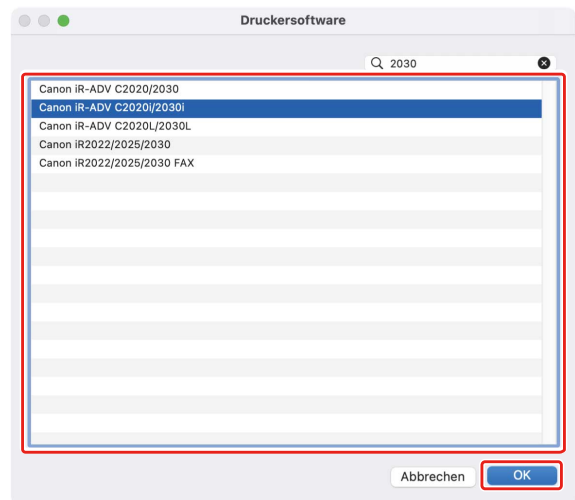 Druckersoftware
2030
Canon iR-ADV C2020/2030
Canon iR-ADV C2020i/2030i
Canon iR-ADV C2020L/2030L
Canon iR2022/2025/2030
Canon iR2022/2025/2030 FAX
Abbrechen
OK